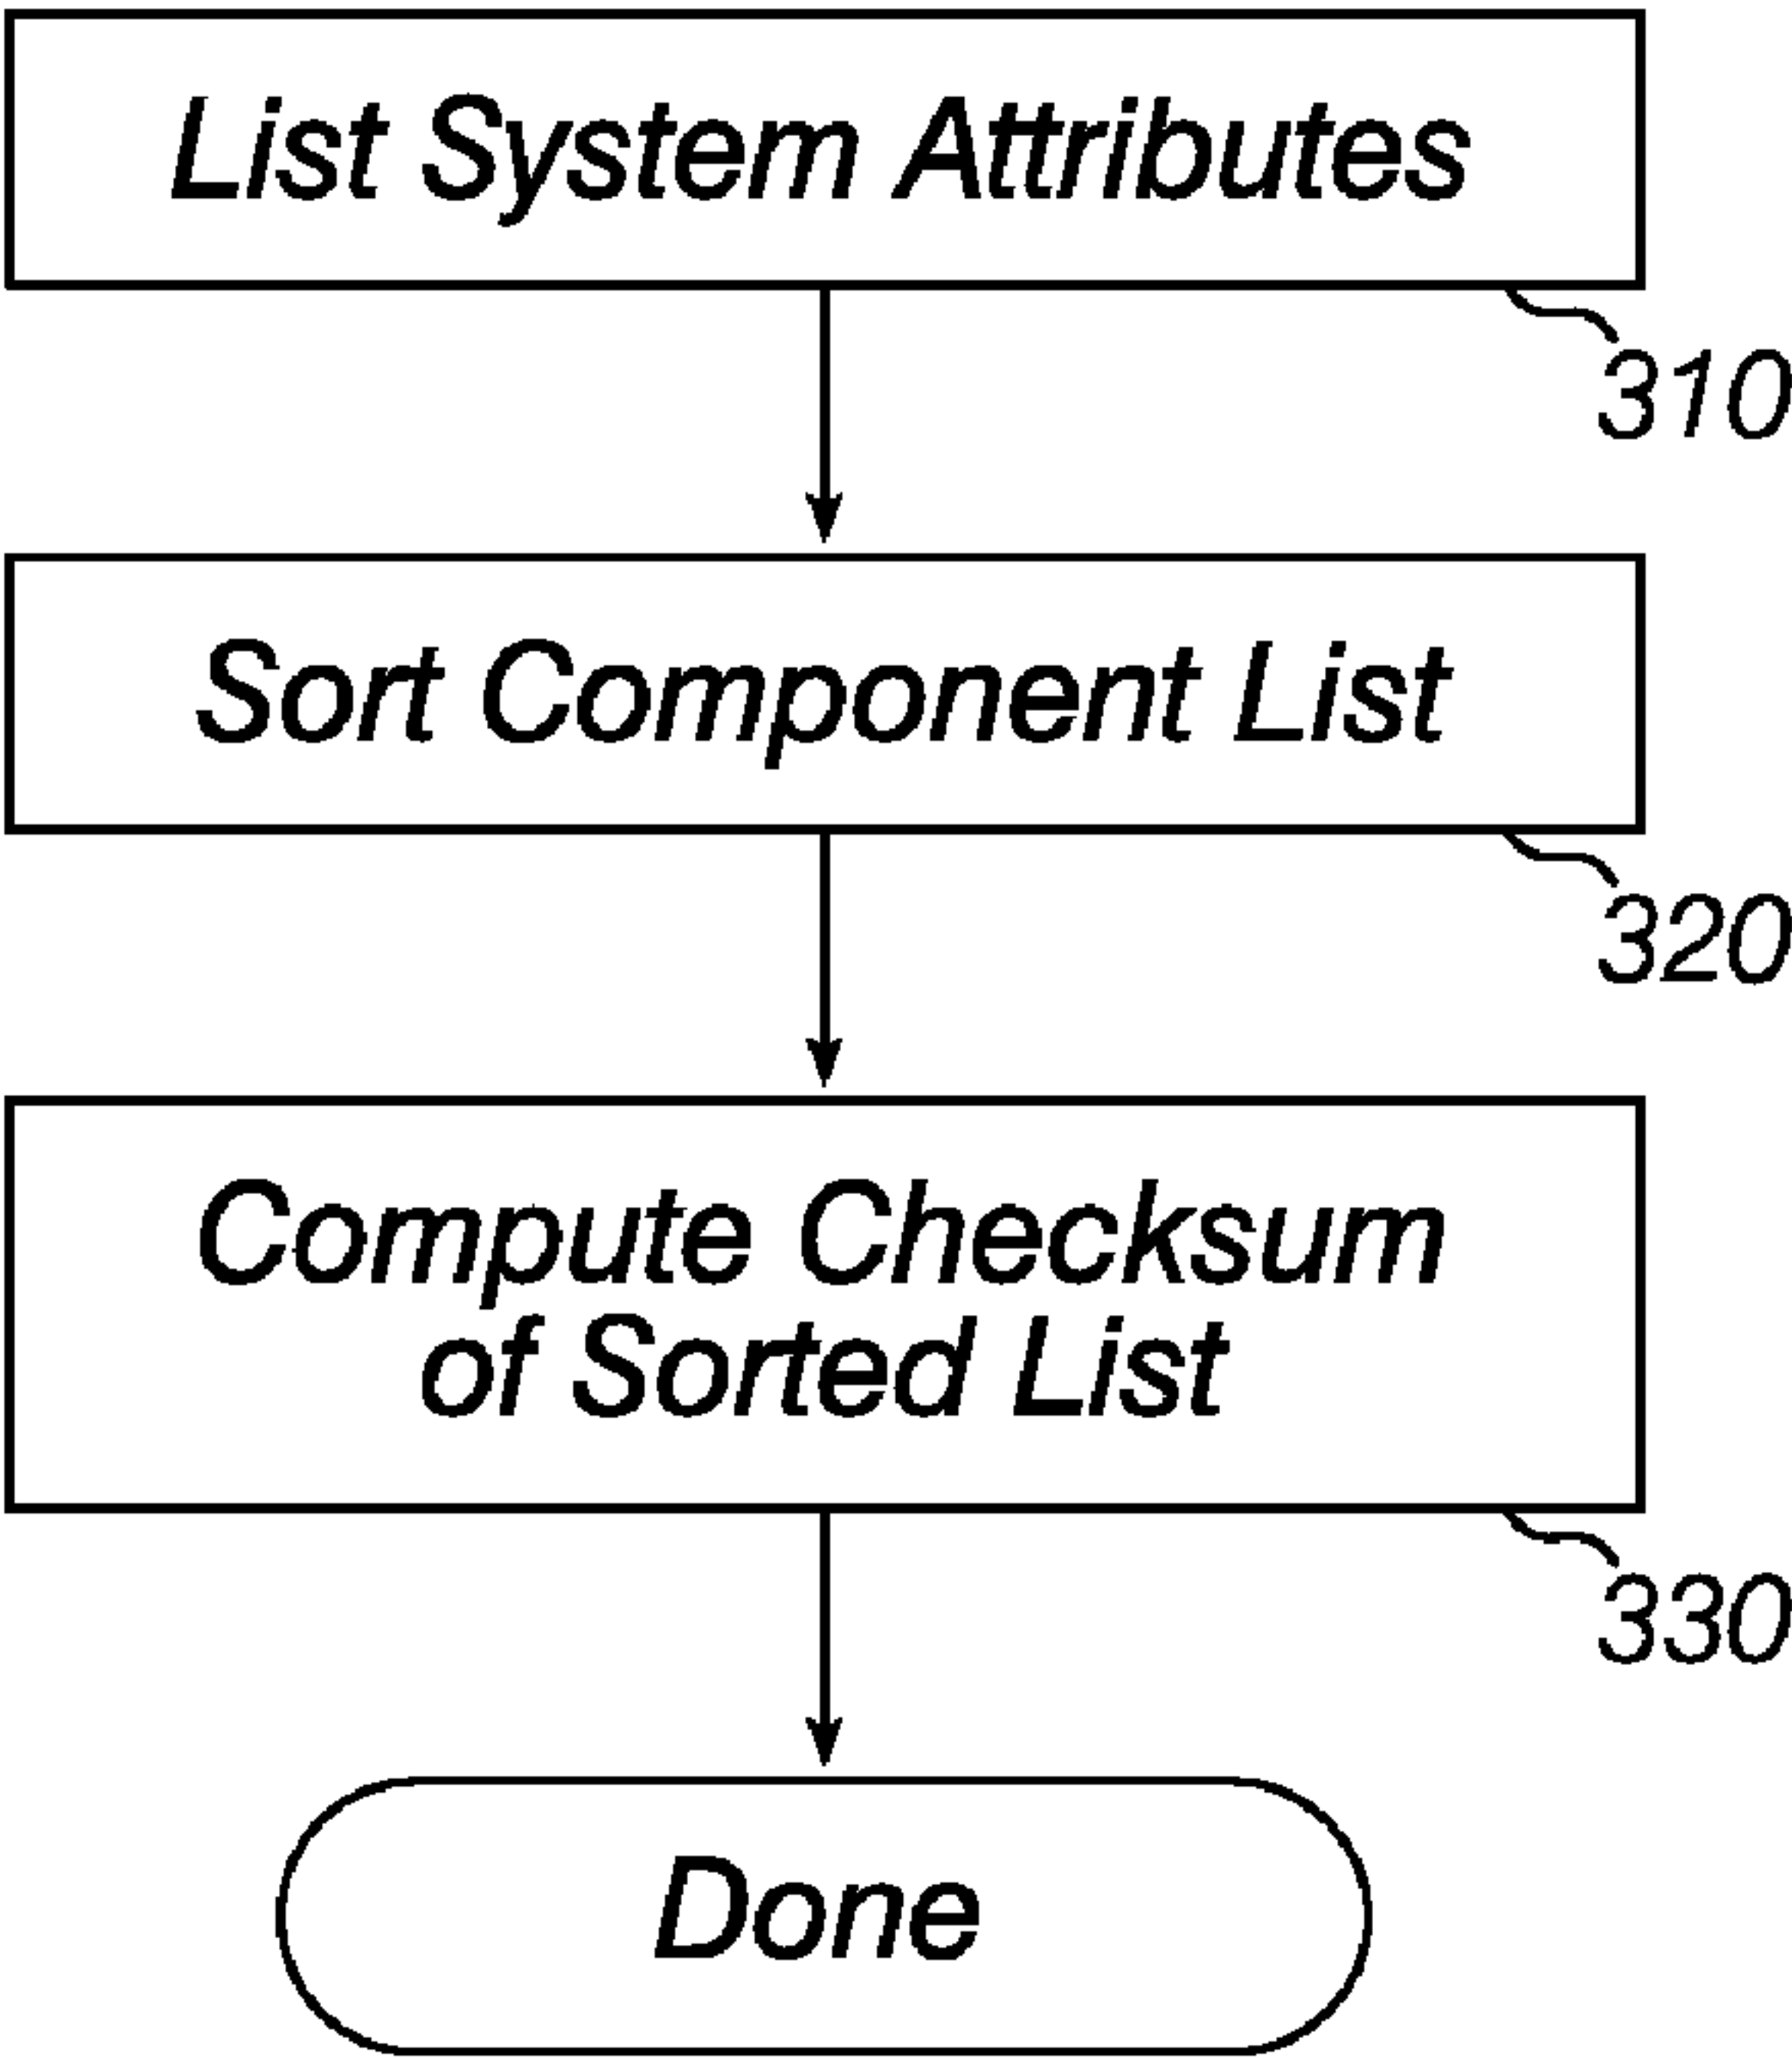 List System Attributes
310
Sort Component List
320
Compute Checksum
of Sorted List
330
Done